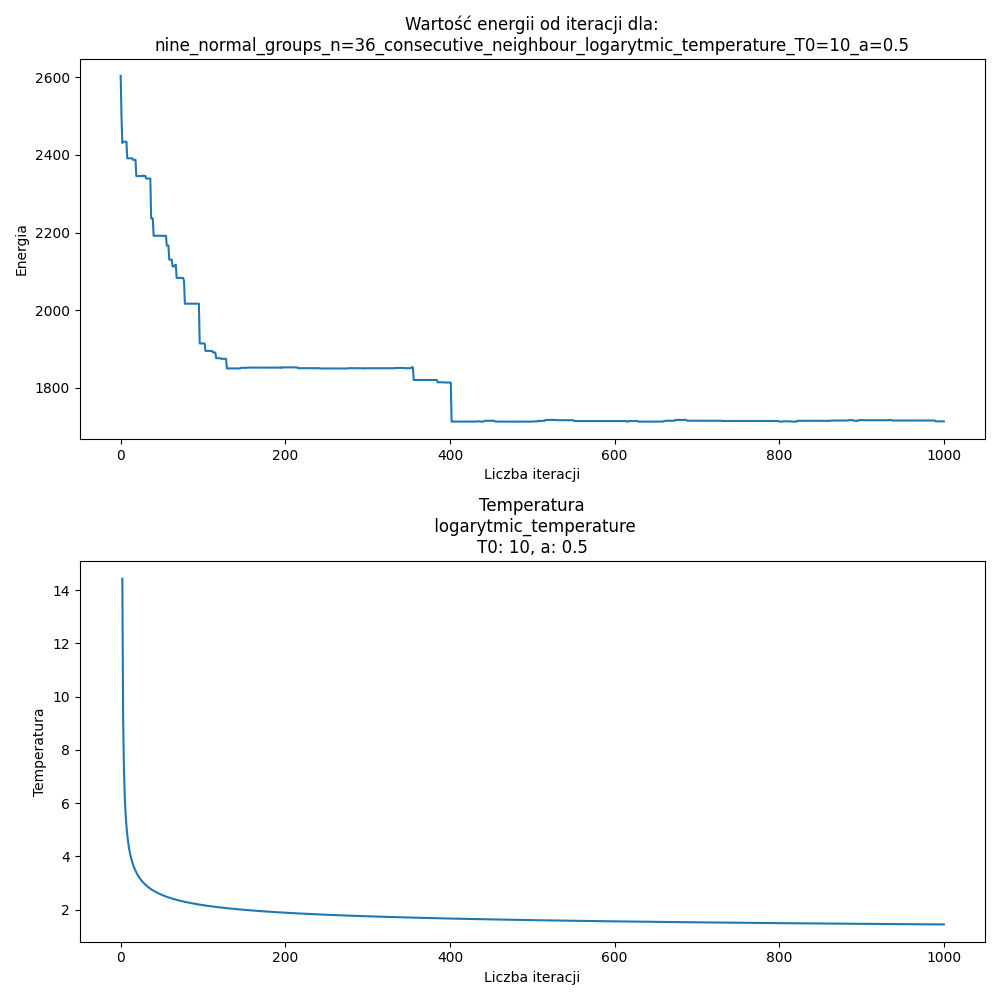 Wartość energii od iteracji dla:
nine_normal_groups_n=36_consecutive_neighbour_logarytmic_temperature_T0=10_a=0.5
2600
2400
2200
2000
1800
Energia
0 200 400 600 800 1000
Liczba iteracji
Temperatura
logarytmic_temperature
T0: 10, a: 0.5
14
12
10
8
6
4
2
Temperatura
0 200 400 600 800 1000
Liczba iteracji